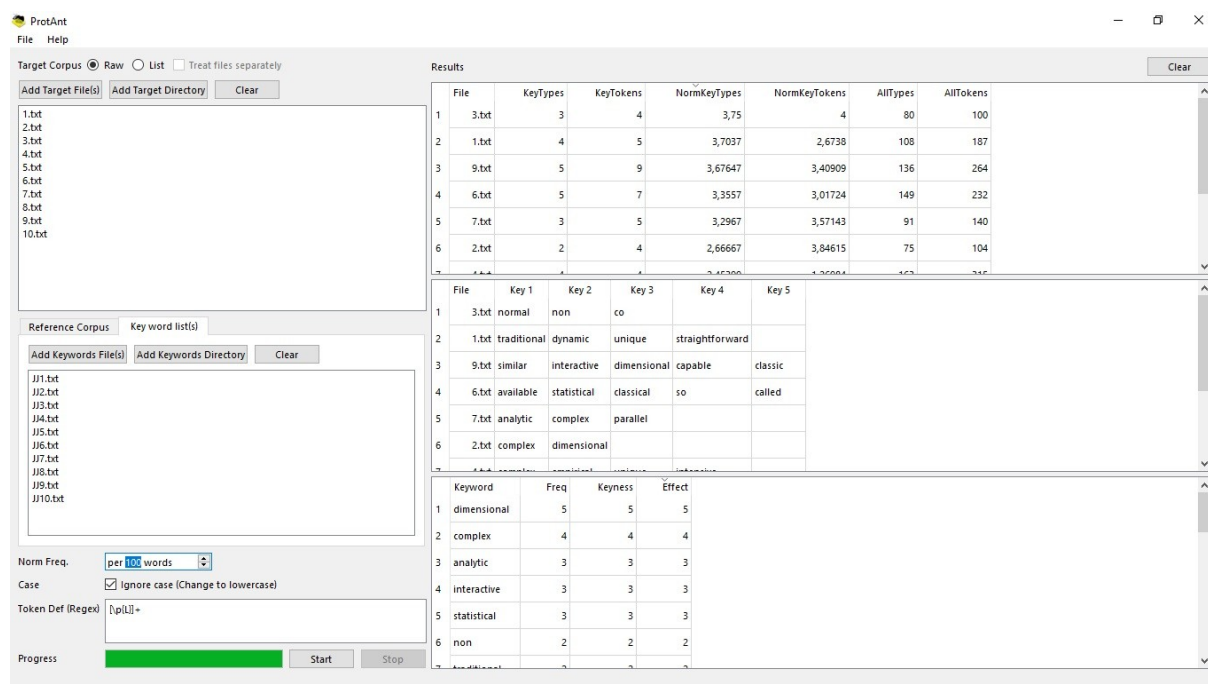 ProtAnt
File Help
Target Corpus Raw List Treat files separately
Add Target File(s) Add Target Directory Clear
1.txt
2.txt
3.txt
4.txt
5.txt
6.txt
7.txt
8.txt
9.txt
10.txt
Reference Corpus Key word list(s)
Add Keywords File(s) Add Keywords Directory Clear
JJ1.txt
JJ2.txt
JJ3.txt
JJ4.txt
JJ5.txt
JJ6.txt
JJ7.txt
JJ8.txt
JJ9.txt
JJ10.txt
Norm Freq. per 100 words
Case Ignore case (Change to lowercase)
Token Def (Regex) [\p{L}]+
Progress Start Stop
Results Clear
File KeyTypes KeyTokens NormKeyTypes NormKeyTokens AllTypes AllTokens
1 3.txt 3 4 3,75 4 80 100
2 1.txt 4 5 3,7037 2,6738 108 187
3 9.txt 5 9 3,67647 3,40909 136 264
4 6.txt 5 7 3,3557 3,01724 149 232
5 7.txt 3 5 3,2967 3,57143 91 140
6 2.txt 2 4 2,66667 3,84615 75 104
File Key 1 Key 2 Key 3 Key 4 Key 5
1 3.txt normal non co
2 1.txt traditional dynamic unique straightforward
3 9.txt similar interactive dimensional capable classic
4 6.txt available statistical classical so called
5 7.txt analytic complex parallel
6 2.txt complex dimensional
Keyword Freq Keyness Effect
1 dimensional 5 5 5
2 complex 4 4 4
3 analytic 3 3 3
4 interactive 3 3 3
5 statistical 3 3 3
6 non 2 2 2